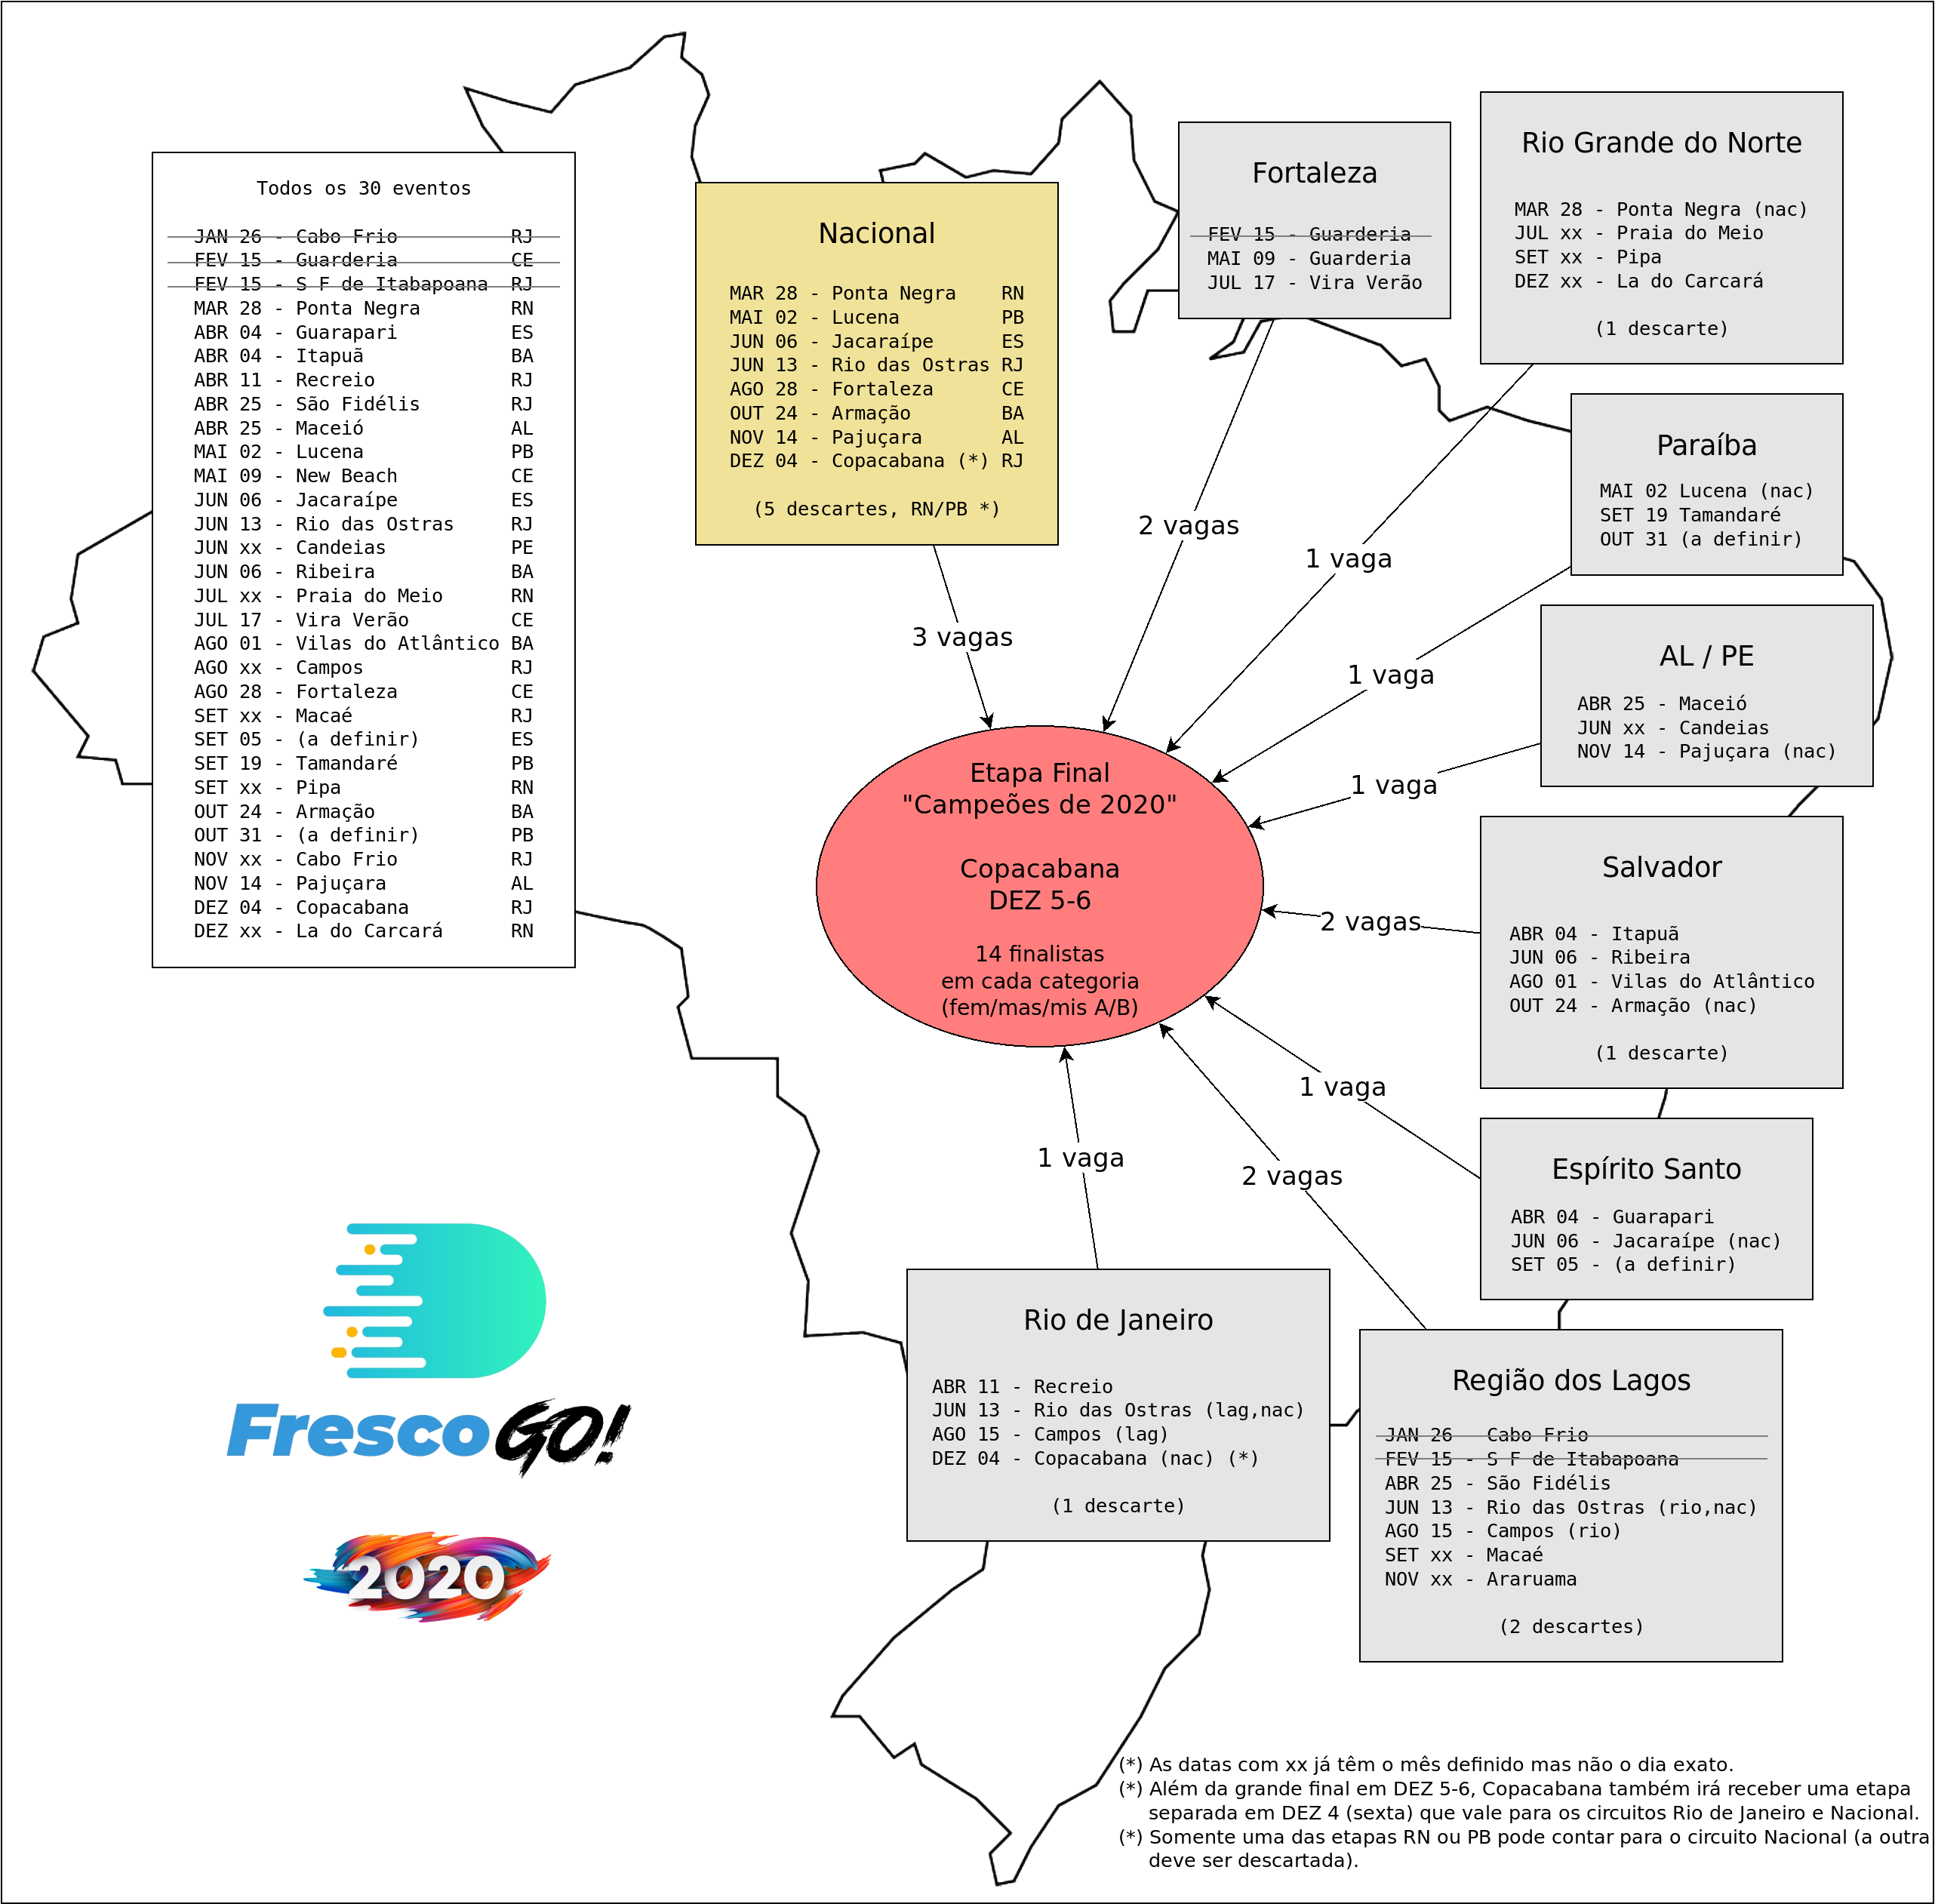 Todos os 30 eventos
JAN 26 - Cabo Frio RJ
FEV 15 - Guarderia CE
FEV 15 - S F de Itabapoana RJ
MAR 28 - Ponta Negra RN
ABR 04 - Guarapari ES
ABR 04 - Itapuã BA
ABR 11 - Recreio RJ
ABR 25 - São Fidélis RJ
ABR 25 - Maceió AL
MAI 02 - Lucena PB
MAI 09 - New Beach CE
JUN 06 - Jacaraípe ES
JUN 13 - Rio das Ostras RJ
JUN xx - Candeias PE
JUN 06 - Ribeira BA
JUL xx - Praia do Meio RN
JUL 17 - Vira Verão CE
AGO 01 - Vilas do Atlântico BA
AGO xx - Campos RJ
AGO 28 - Fortaleza CE
SET xx - Macaé RJ
SET 05 - (a definir) ES
SET 19 - Tamandaré PB
SET xx - Pipa RN
OUT 24 - Armação BA
OUT 31 - (a definir) PB
NOV xx - Cabo Frio RJ
NOV 14 - Pajuçara AL
DEZ 04 - Copacabana RJ
DEZ xx - La do Carcará RN
Nacional
MAR 28 - Ponta Negra RN
MAI 02 - Lucena PB
JUN 06 - Jacaraípe ES
JUN 13 - Rio das Ostras RJ
AGO 28 - Fortaleza CE
OUT 24 - Armação BA
NOV 14 - Pajuçara AL
DEZ 04 - Copacabana (*) RJ
(5 descartes, RN/PB *)
3 vagas
Fortaleza
FEV 15 - Guarderia
MAI 09 - Guarderia
JUL 17 - Vira Verão
2 vagas
Rio Grande do Norte
MAR 28 - Ponta Negra (nac)
JUL xx - Praia do Meio
SET xx - Pipa
DEZ xx - La do Carcará
(1 descarte)
1 vaga
Paraíba
MAI 02 Lucena (nac)
SET 19 Tamandaré
OUT 31 (a definir)
1 vaga
AL / PE
ABR 25 - Maceió
JUN xx - Candeias
NOV 14 - Pajuçara (nac)
1 vaga
Etapa Final
"Campeões de 2020"
Copacabana
DEZ 5-6
14 finalistas
em cada categoria
(fem/mas/mis A/B)
Salvador
ABR 04 - Itapuã
JUN 06 - Ribeira
AGO 01 - Vilas do Atlântico
OUT 24 - Armação (nac)
(1 descarte)
2 vagas
Espírito Santo
ABR 04 - Guarapari
JUN 06 - Jacaraípe (nac)
SET 05 - (a definir)
1 vaga
Região dos Lagos
JAN 26 - Cabo Frio
FEV 15 - S F de Itabapoana
ABR 25 - São Fidélis
JUN 13 - Rio das Ostras (rio,nac)
AGO 15 - Campos (rio)
SET xx - Macaé
NOV xx - Araruama
(2 descartes)
2 vagas
Rio de Janeiro
ABR 11 - Recreio
JUN 13 - Rio das Ostras (lag,nac)
AGO 15 - Campos (lag)
DEZ 04 - Copacabana (nac) (*)
(1 descarte)
1 vaga
Fresco GO!
2020
(*) As datas com xx já têm o mês definido mas não o dia exato.
(*) Além da grande final em DEZ 5-6, Copacabana também irá receber uma etapa
separada em DEZ 4 (sexta) que vale para os circuitos Rio de Janeiro e Nacional.
(*) Somente uma das etapas RN ou PB pode contar para o circuito Nacional (a outra
deve ser descartada).